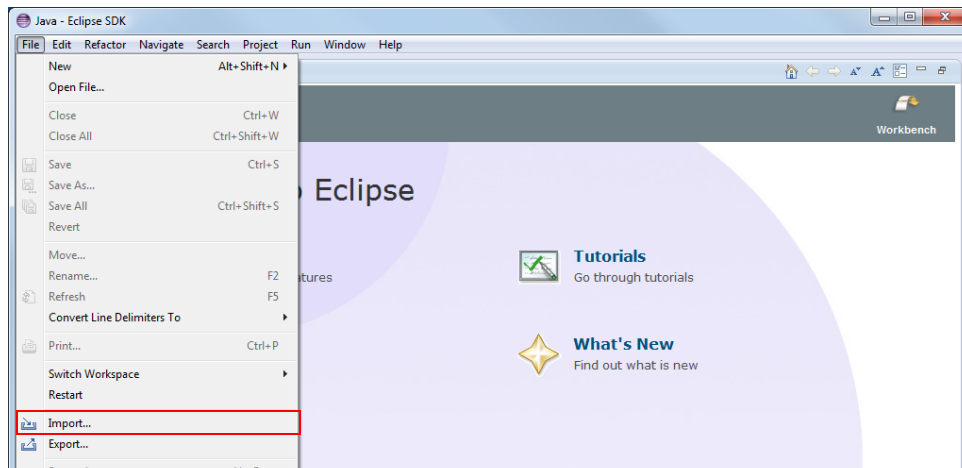 Java - Eclipse SDK
File Edit Refactor Navigate Search Project Run Window Help
New Alt+Shift+N
Open File...
Close Ctrl+W
Close All Ctrl+Shift+W
Workbench
Save Ctrl+S
Save As...
Save All Ctrl+Shift+S
Revert
Eclipse
Move...
Rename... F2
Refresh F5
Convert Line Delimiters To
Print... Ctrl+P
Switch Workspace
Restart
Import...
Export...
Tutorials
Go through tutorials
What's New
Find out what is new